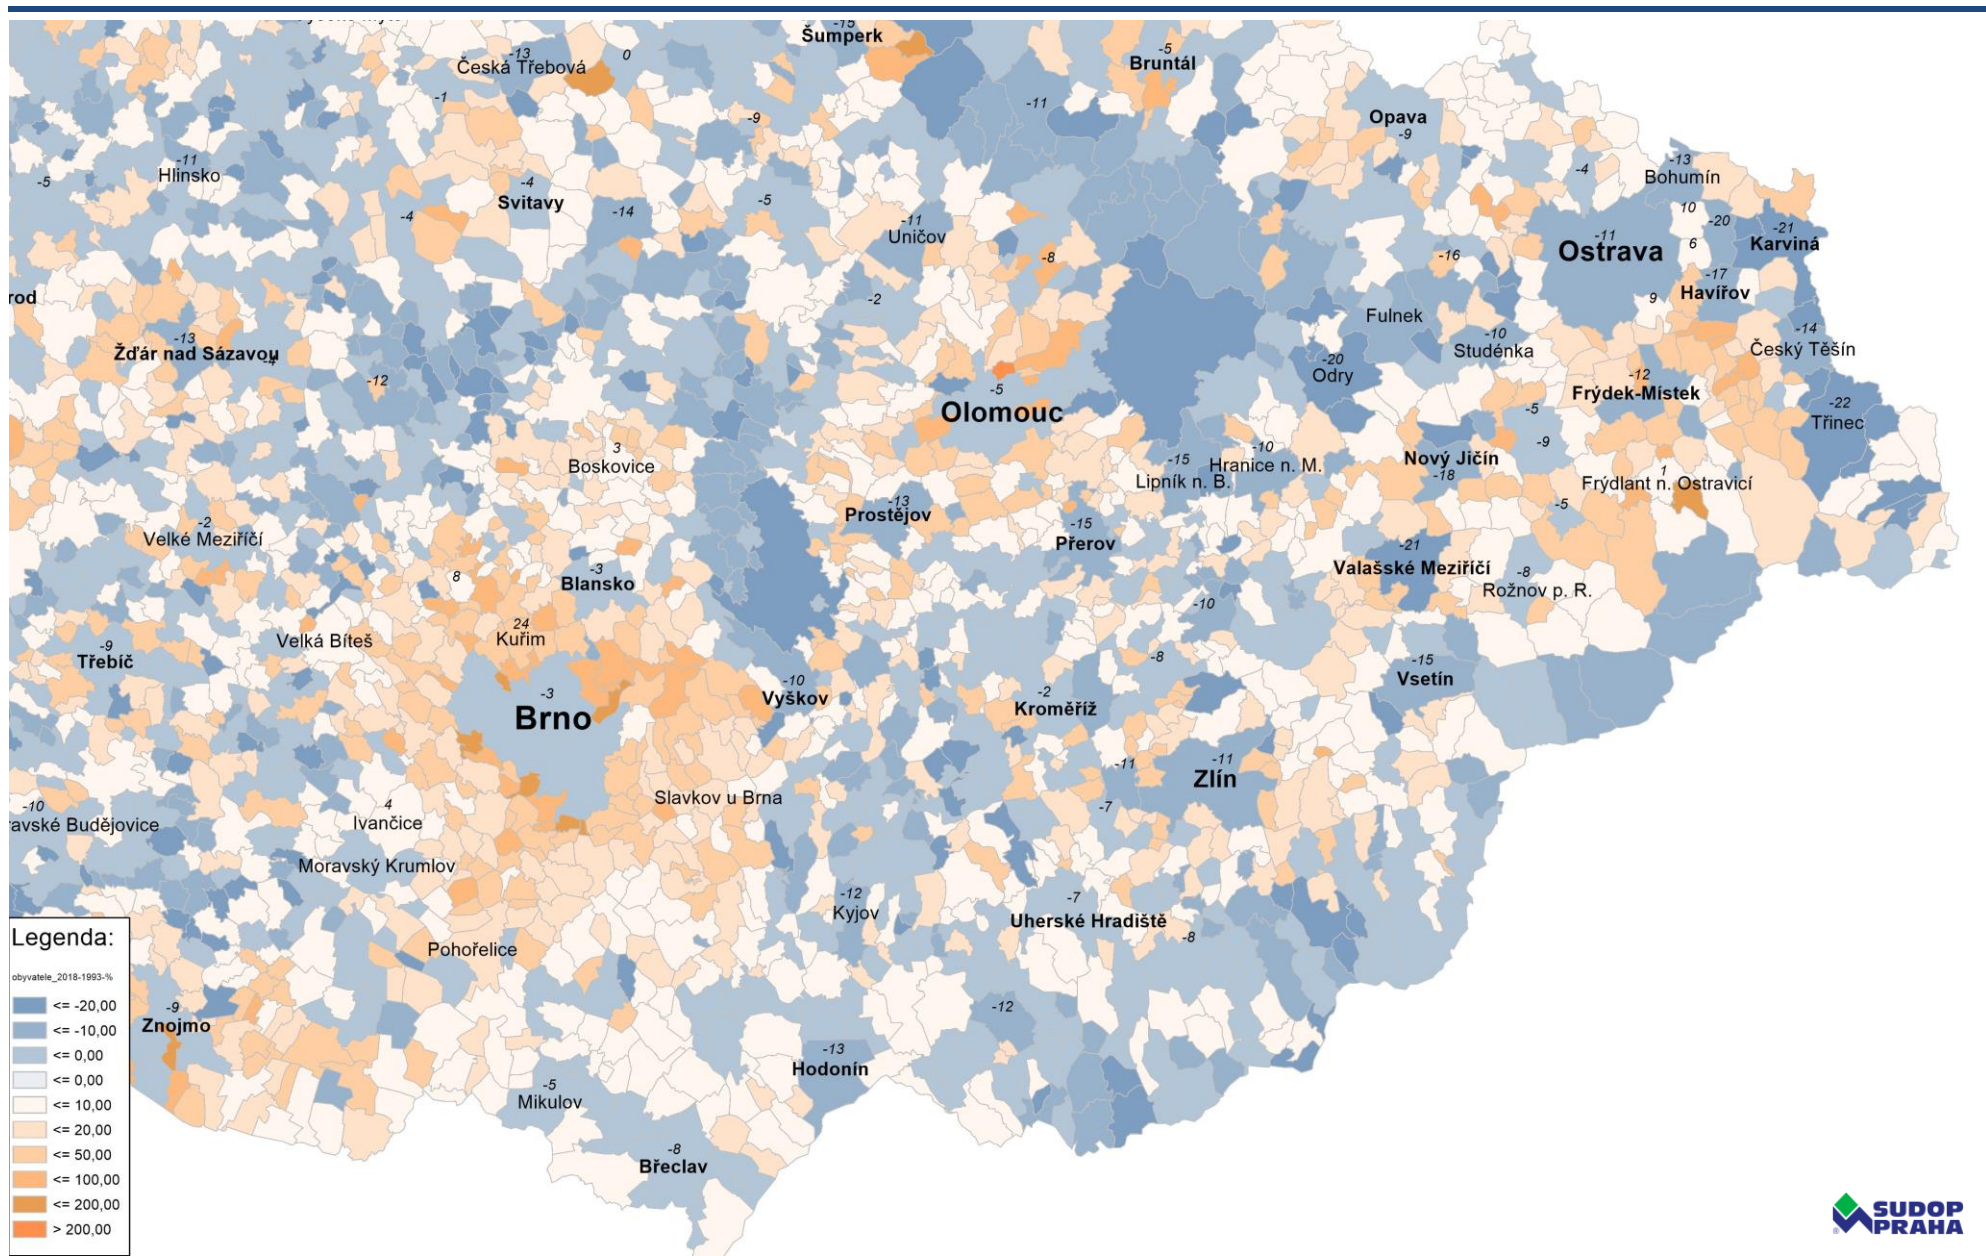 -15
Šumperk
-13
Česká Třebová
0
-5
Bruntál
-1
-9
-11
Opava
-9
-11
Hlinsko
-5
-4
Svitavy
-4
-14
-5
-11
Uničov
-8
-4
-13
Bohumín
10
-20
-21
Karviná
-11
Ostrava
6
-16
-17
Havířov
9
rod
-13
Žďár nad Sázavou
-4
-12
-2
Fulnek
-10
Studénka
-20
Odry
-14
Český Těšín
-12
Frýdek-Místek
-22
Třinec
-5
Olomouc
-5
-9
3
Boskovice
-15
Lipník n. B.
-10
Hranice n. M.
Nový Jičín
-18
1
Frýdlant n. Ostravicí
-5
-13
Prostějov
-15
Přerov
-2
Velké Meziříčí
8
-3
Blansko
-21
Valašské Meziříčí
-8
Rožnov p. R.
-10
24
Kuřim
Velká Bíteš
-9
Třebíč
-8
-15
Vsetín
-3
Brno
-10
Vyškov
-2
Kroměříž
-11
Zlín
-11
-7
Slavkov u Brna
-10
ravské Budějovice
4
Ivančice
Moravský Krumlov
-12
Kyjov
-7
Uherské Hradiště
-8
Pohořelice
-12
-9
Znojmo
-13
Hodonín
-5
Mikulov
-8
Břeclav
Legenda:
obyvatele_2018-1993-%
<= -20,00
<= -10,00
<= 0,00
<= 0,00
<= 10,00
<= 20,00
<= 50,00
<= 100,00
<= 200,00
> 200,00
SUDOP
PRAHA
®